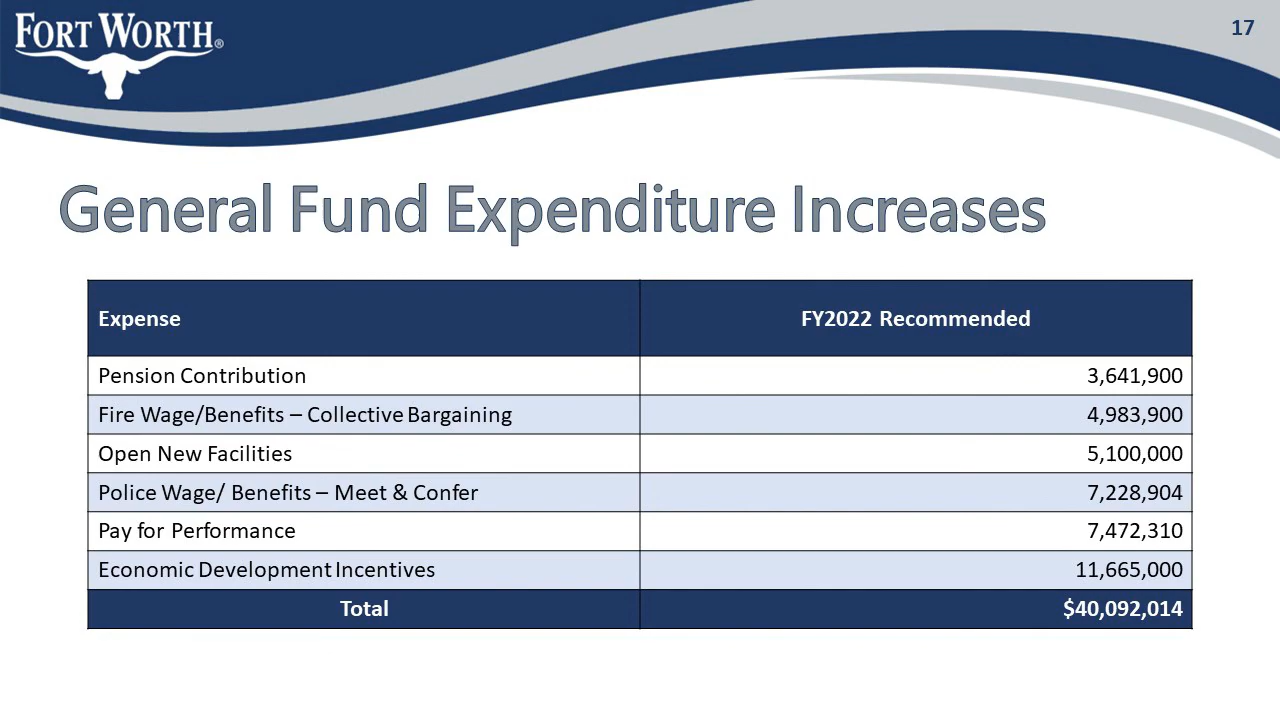 FORT WORTH®
17
General Fund Expenditure Increases
Expense FY2022 Recommended
Pension Contribution 3,641,900
Fire Wage/Benefits – Collective Bargaining 4,983,900
Open New Facilities 5,100,000
Police Wage/ Benefits – Meet & Confer 7,228,904
Pay for Performance 7,472,310
Economic Development Incentives 11,665,000
Total $40,092,014